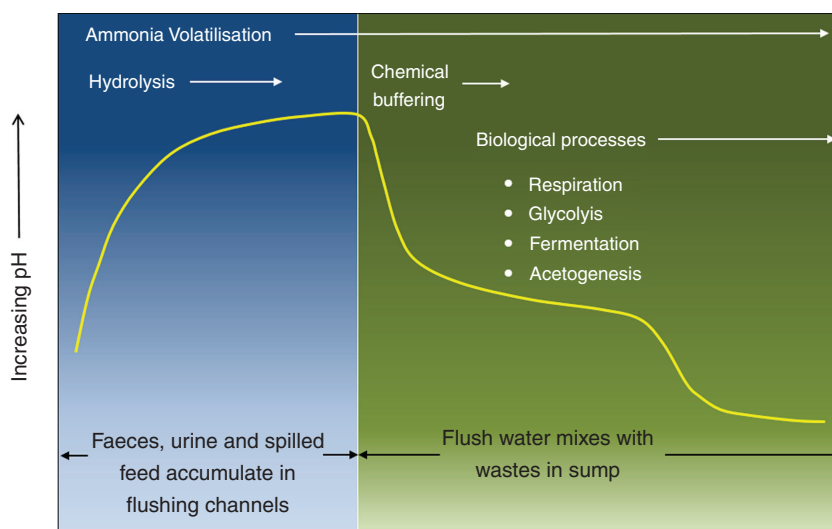 Ammonia Volatilisation
Hydrolysis
Chemical
buffering
Biological processes
• Respiration
• Glycolyis
• Fermentation
• Acetogenesis
Increasing pH
Faeces, urine and spilled
feed accumulate in
flushing channels
Flush water mixes with
wastes in sump